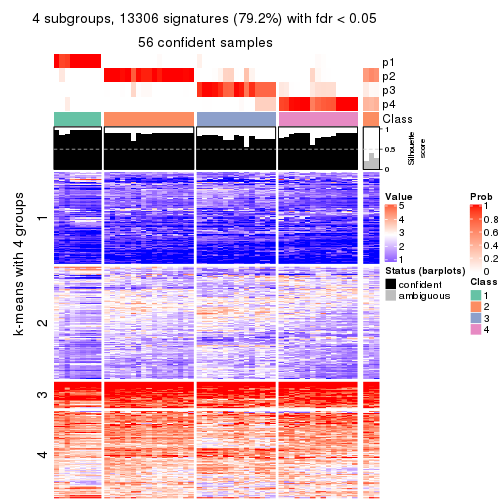 4 subgroups, 13306 signatures (79.2%) with fdr < 0.05
56 confident samples
p1
p2
p3
p4
Class
1
0.5
0
Silhouette
score
k-means with 4 groups
1
2
3
4
Value
5
4
3
2
1
Prob
1
0.8
0.6
0.4
0.2
0
Status (barplots)
confident
ambiguous
Class
1
2
3
4